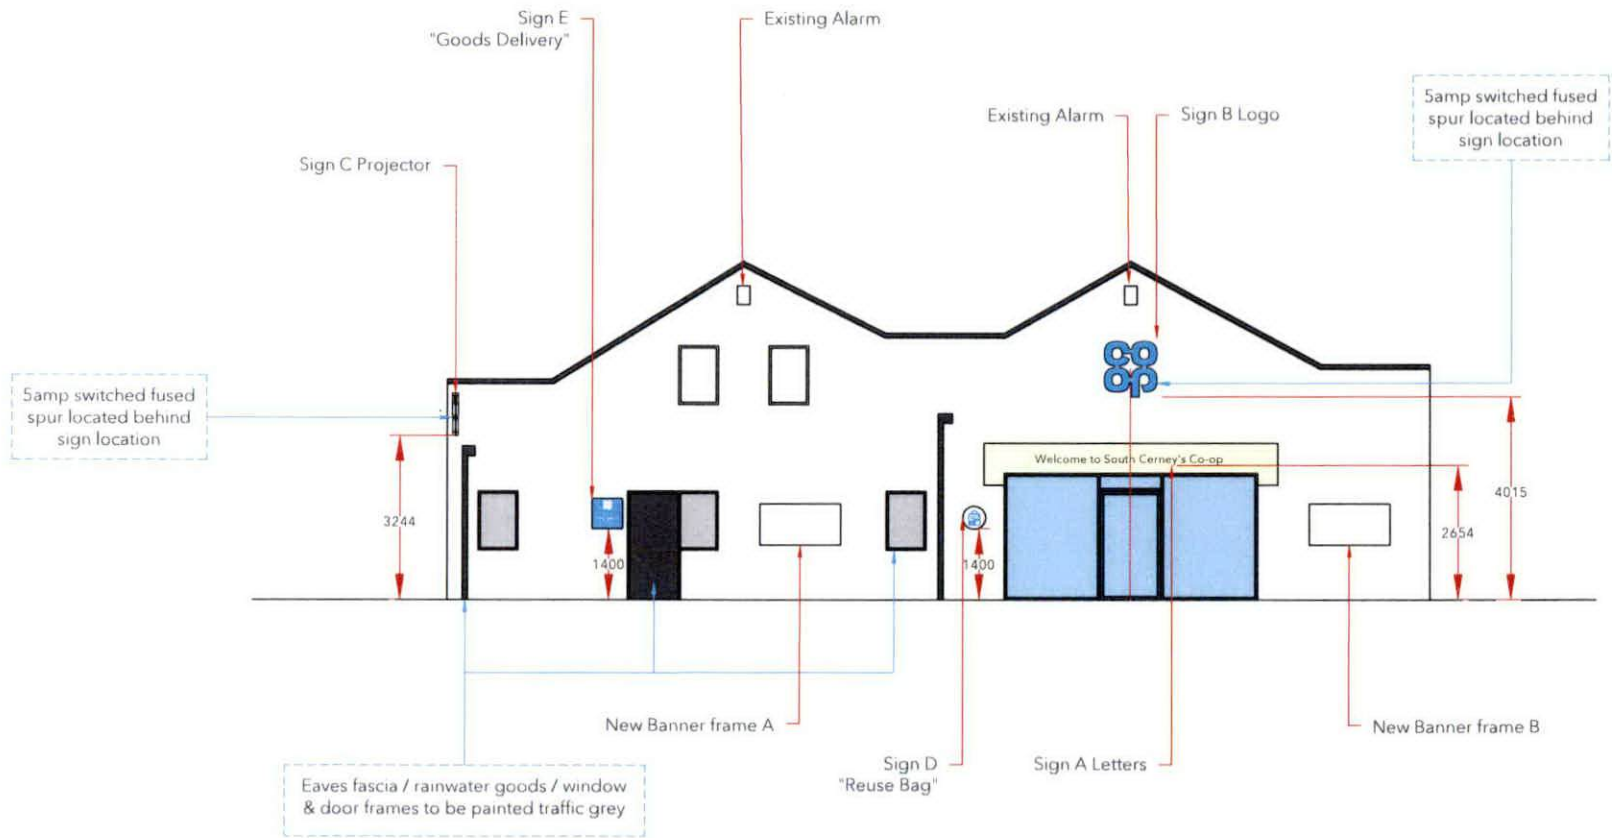 Sign E
"Goods Delivery"
Existing Alarm
Existing Alarm
Sign B Logo
5amp switched fused
spur located behind
sign location
Sign C Projector
5amp switched fused
spur located behind
sign location
co
op
Welcome to South Cerney's Co-op
3244
1400
1400
2654
4015
New Banner frame A
New Banner frame B
Sign D
"Reuse Bag"
Sign A Letters
Eaves fascia / rainwater goods / window
& door frames to be painted traffic grey